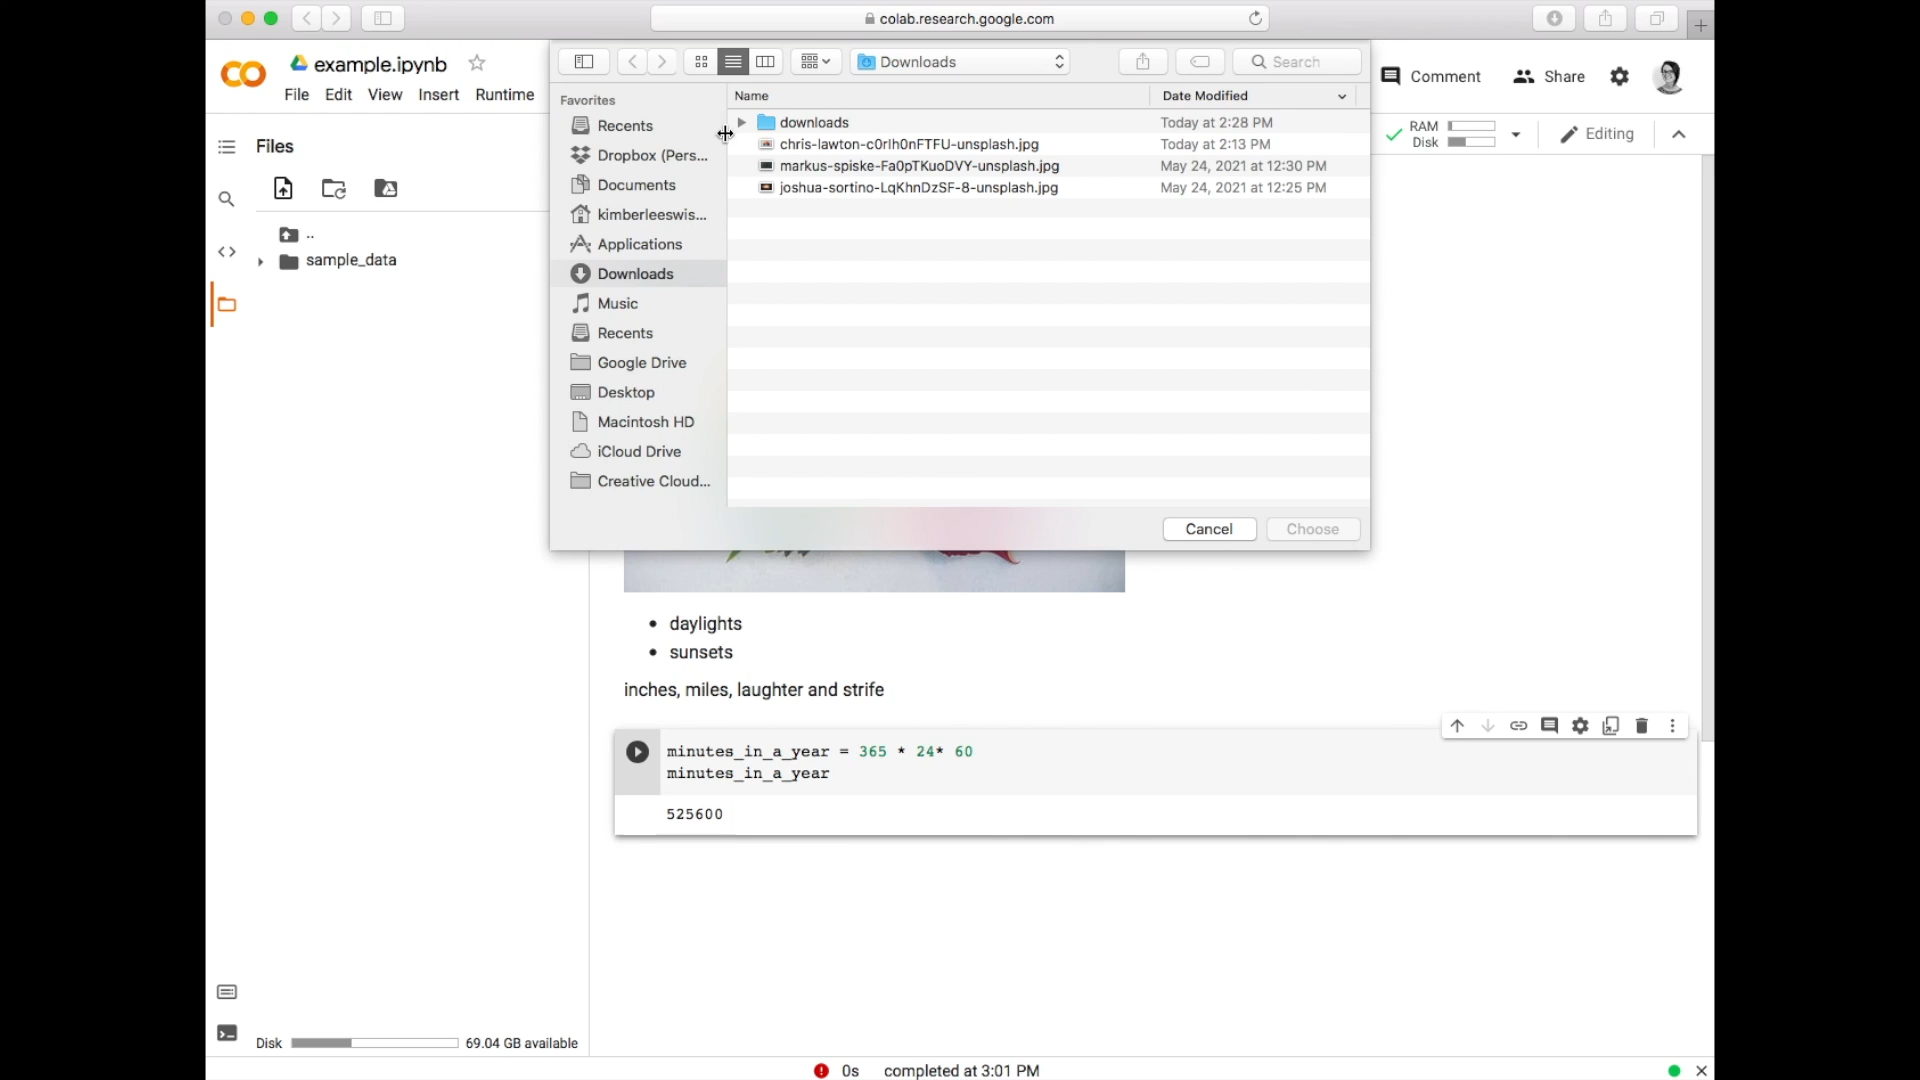 colab.research.google.com
example.ipynb
File Edit View Insert Runtime
Comment Share
RAM
Disk
Editing
Downloads
Search
Favorites
Recents
Dropbox (Pers...
Documents
kimberleeswis...
Applications
Downloads
Music
Recents
Google Drive
Desktop
Macintosh HD
iCloud Drive
Creative Cloud...
Name Date Modified
downloads Today at 2:28 PM
chris-lawton-c0rIh0nFTFU-unsplash.jpg Today at 2:13 PM
markus-spiske-Fa0pTKuoDVY-unsplash.jpg May 24, 2021 at 12:30 PM
joshua-sortino-LqKhnDzSF-8-unsplash.jpg May 24, 2021 at 12:25 PM
Cancel Choose
Files
..
sample_data
• daylights
• sunsets
inches, miles, laughter and strife
minutes_in_a_year = 365 * 24* 60
minutes_in_a_year
525600
Disk 69.04 GB available
0s completed at 3:01 PM